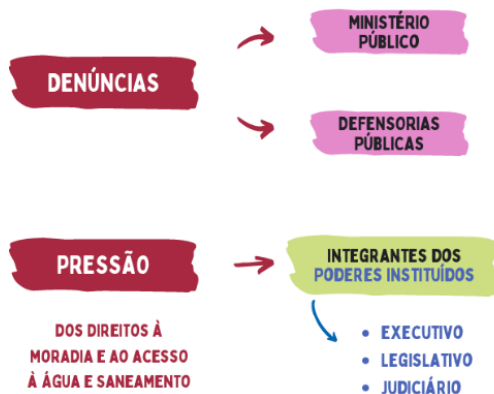 DENÚNCIAS
MINISTÉRIO
PÚBLICO
DEFENSORIAS
PÚBLICAS
PRESSÃO
DOS DIREITOS À
MORADIA E AO ACESSO
À ÁGUA E SANEAMENTO
INTEGRANTES DOS
PODERES INSTITUÍDOS
• EXECUTIVO
• LEGISLATIVO
• JUDICIÁRIO